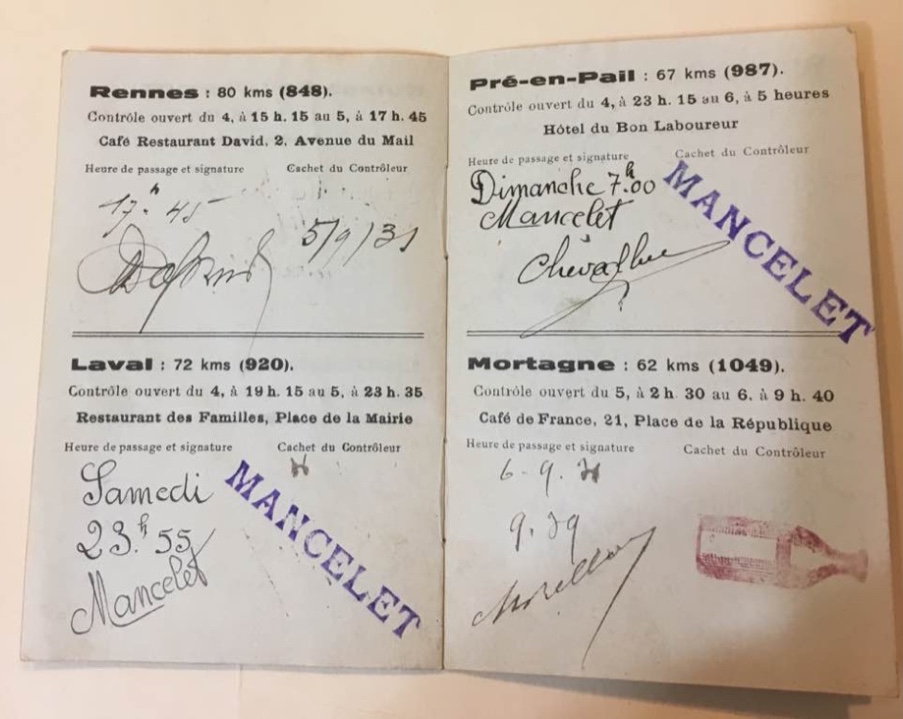 Rennes : 80 kms (848).
Contrôle ouvert du 4, à 15 h. 15 au 5, à 17 h. 45
Café Restaurant David, 2, Avenue du Mail
Heure de passage et signature Cachet du Contrôleur
17.h 45
5/9/31
Laval : 72 kms (920).
Contrôle ouvert du 4, à 19 h. 15 au 5, à 23 h. 35
Restaurant des Familles, Place de la Mairie
Heure de passage et signature Cachet du Contrôleur
Samedi
23.h 55
Mancelet
MANCELET
Pré-en-Pail : 67 kms (987).
Contrôle ouvert du 4, à 23 h. 15 au 6, à 5 heures
Hôtel du Bon Laboureur
Heure de passage et signature Cachet du Contrôleur
Dimanche 7.h00
Mancelet
MANCELET
Mortagne : 62 kms (1049).
Contrôle ouvert du 5, à 2 h. 30 au 6, à 9 h. 40
Café de France, 21, Place de la République
Heure de passage et signature Cachet du Contrôleur
6-9.31
9.39